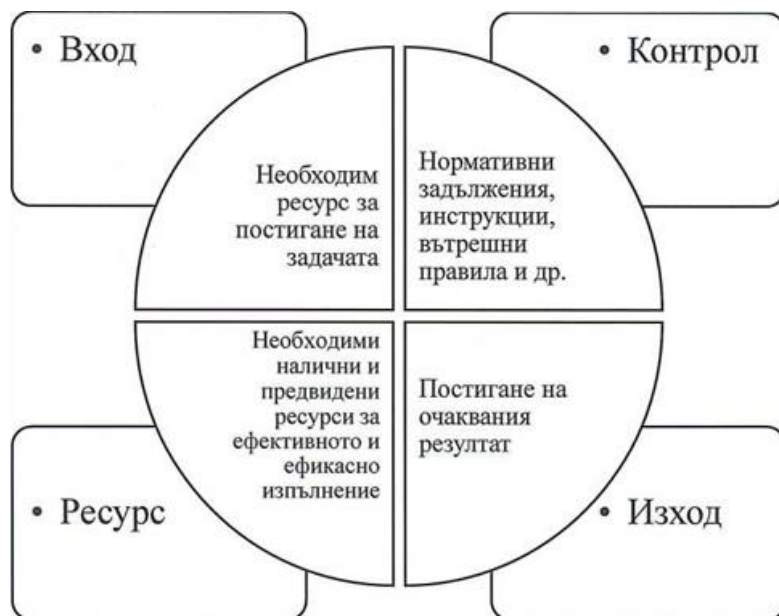 • Вход
Необходим
ресурс за
постигане на
задачата
• Контрол
Нормативни
задължения,
инструкции,
вътрешни
правила и др.
Необходими
налични и
предвидени
ресурси за
ефективното и
ефикасно
изпълнение
• Ресурс
Постигане на
очаквания
резултат
• Изход